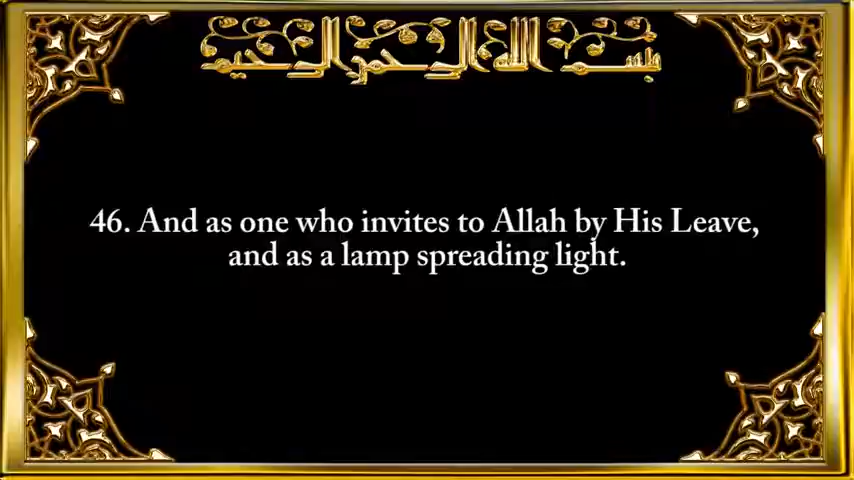 بسم الله الرحمن الرحيم
46. And as one who invites to Allah by His Leave,
and as a lamp spreading light.